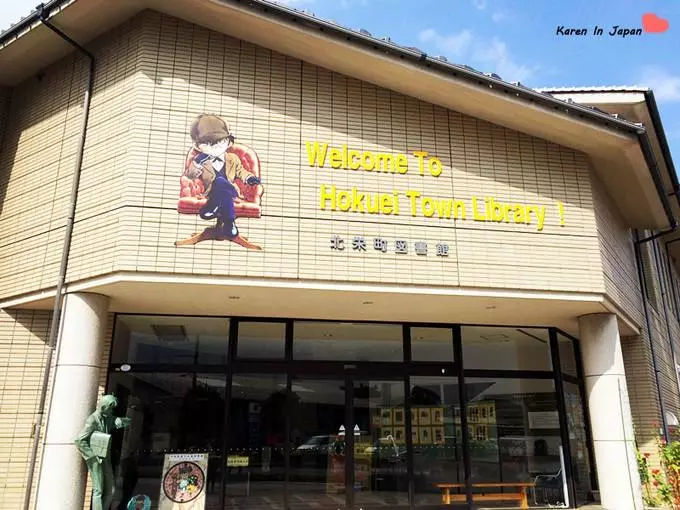 Karen In Japan
Welcome To
Hokuei Town Library !
北栄町図書館